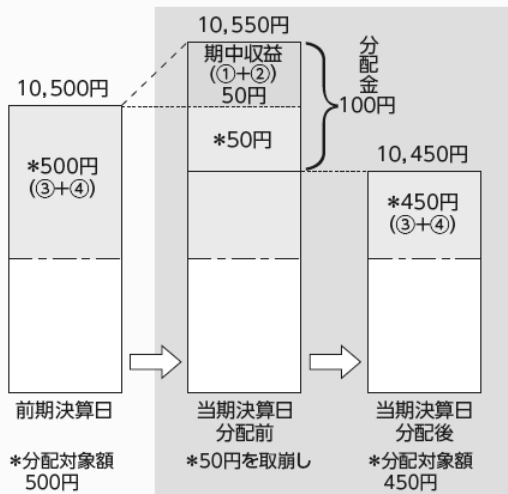 10,500円
*500円
(③+④)
前期決算日
*分配対象額
500円
10,550円
期中収益
(①+②)
50円
*50円
分配金
100円
当期決算日
分配前
*50円を取崩し
10,450円
*450円
(③+④)
当期決算日
分配後
*分配対象額
450円